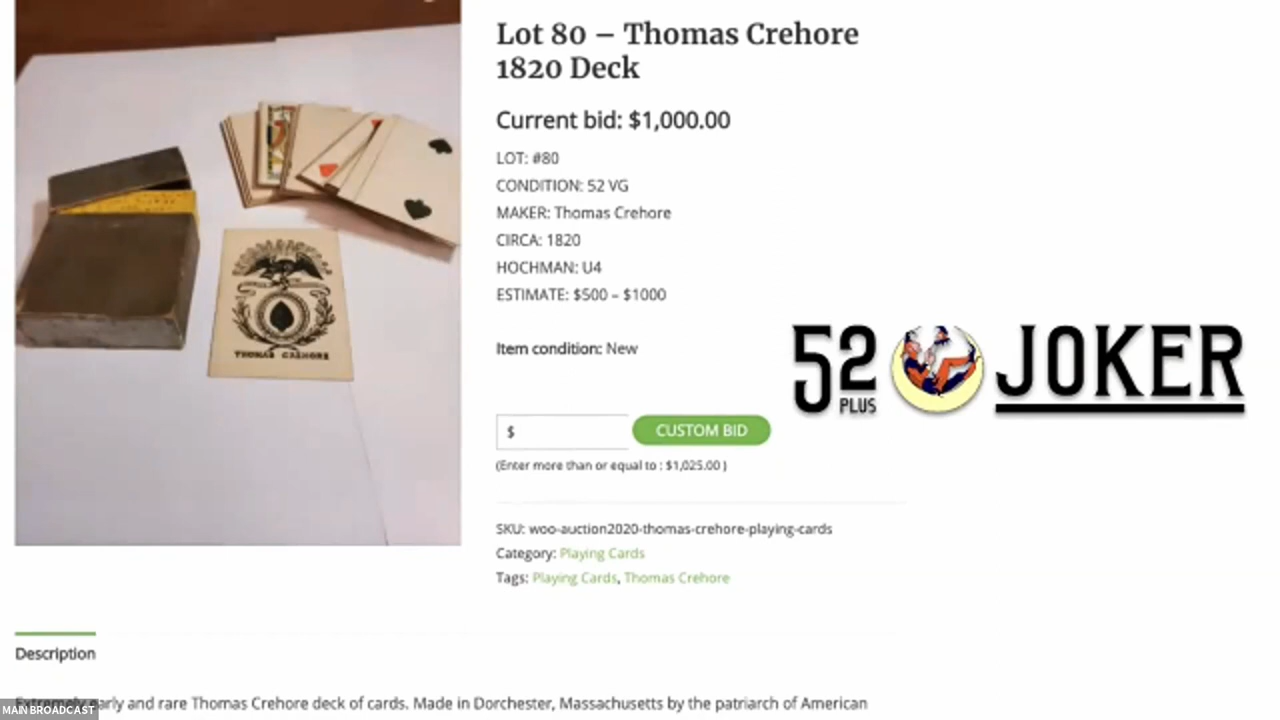 Lot 80 – Thomas Crehore
1820 Deck
Current bid: $1,000.00
LOT: #80
CONDITION: 52 VG
MAKER: Thomas Crehore
CIRCA: 1820
HOCHMAN: U4
ESTIMATE: $500 – $1000
Item condition: New
52 PLUS JOKER
THOMAS CREHORE
$
CUSTOM BID
(Enter more than or equal to : $1,025.00 )
SKU: woo-auction2020-thomas-crehore-playing-cards
Category: Playing Cards
Tags: Playing Cards, Thomas Crehore
Description
Extremely early and rare Thomas Crehore deck of cards. Made in Dorchester, Massachusetts by the patriarch of American
MAIN BROADCAST